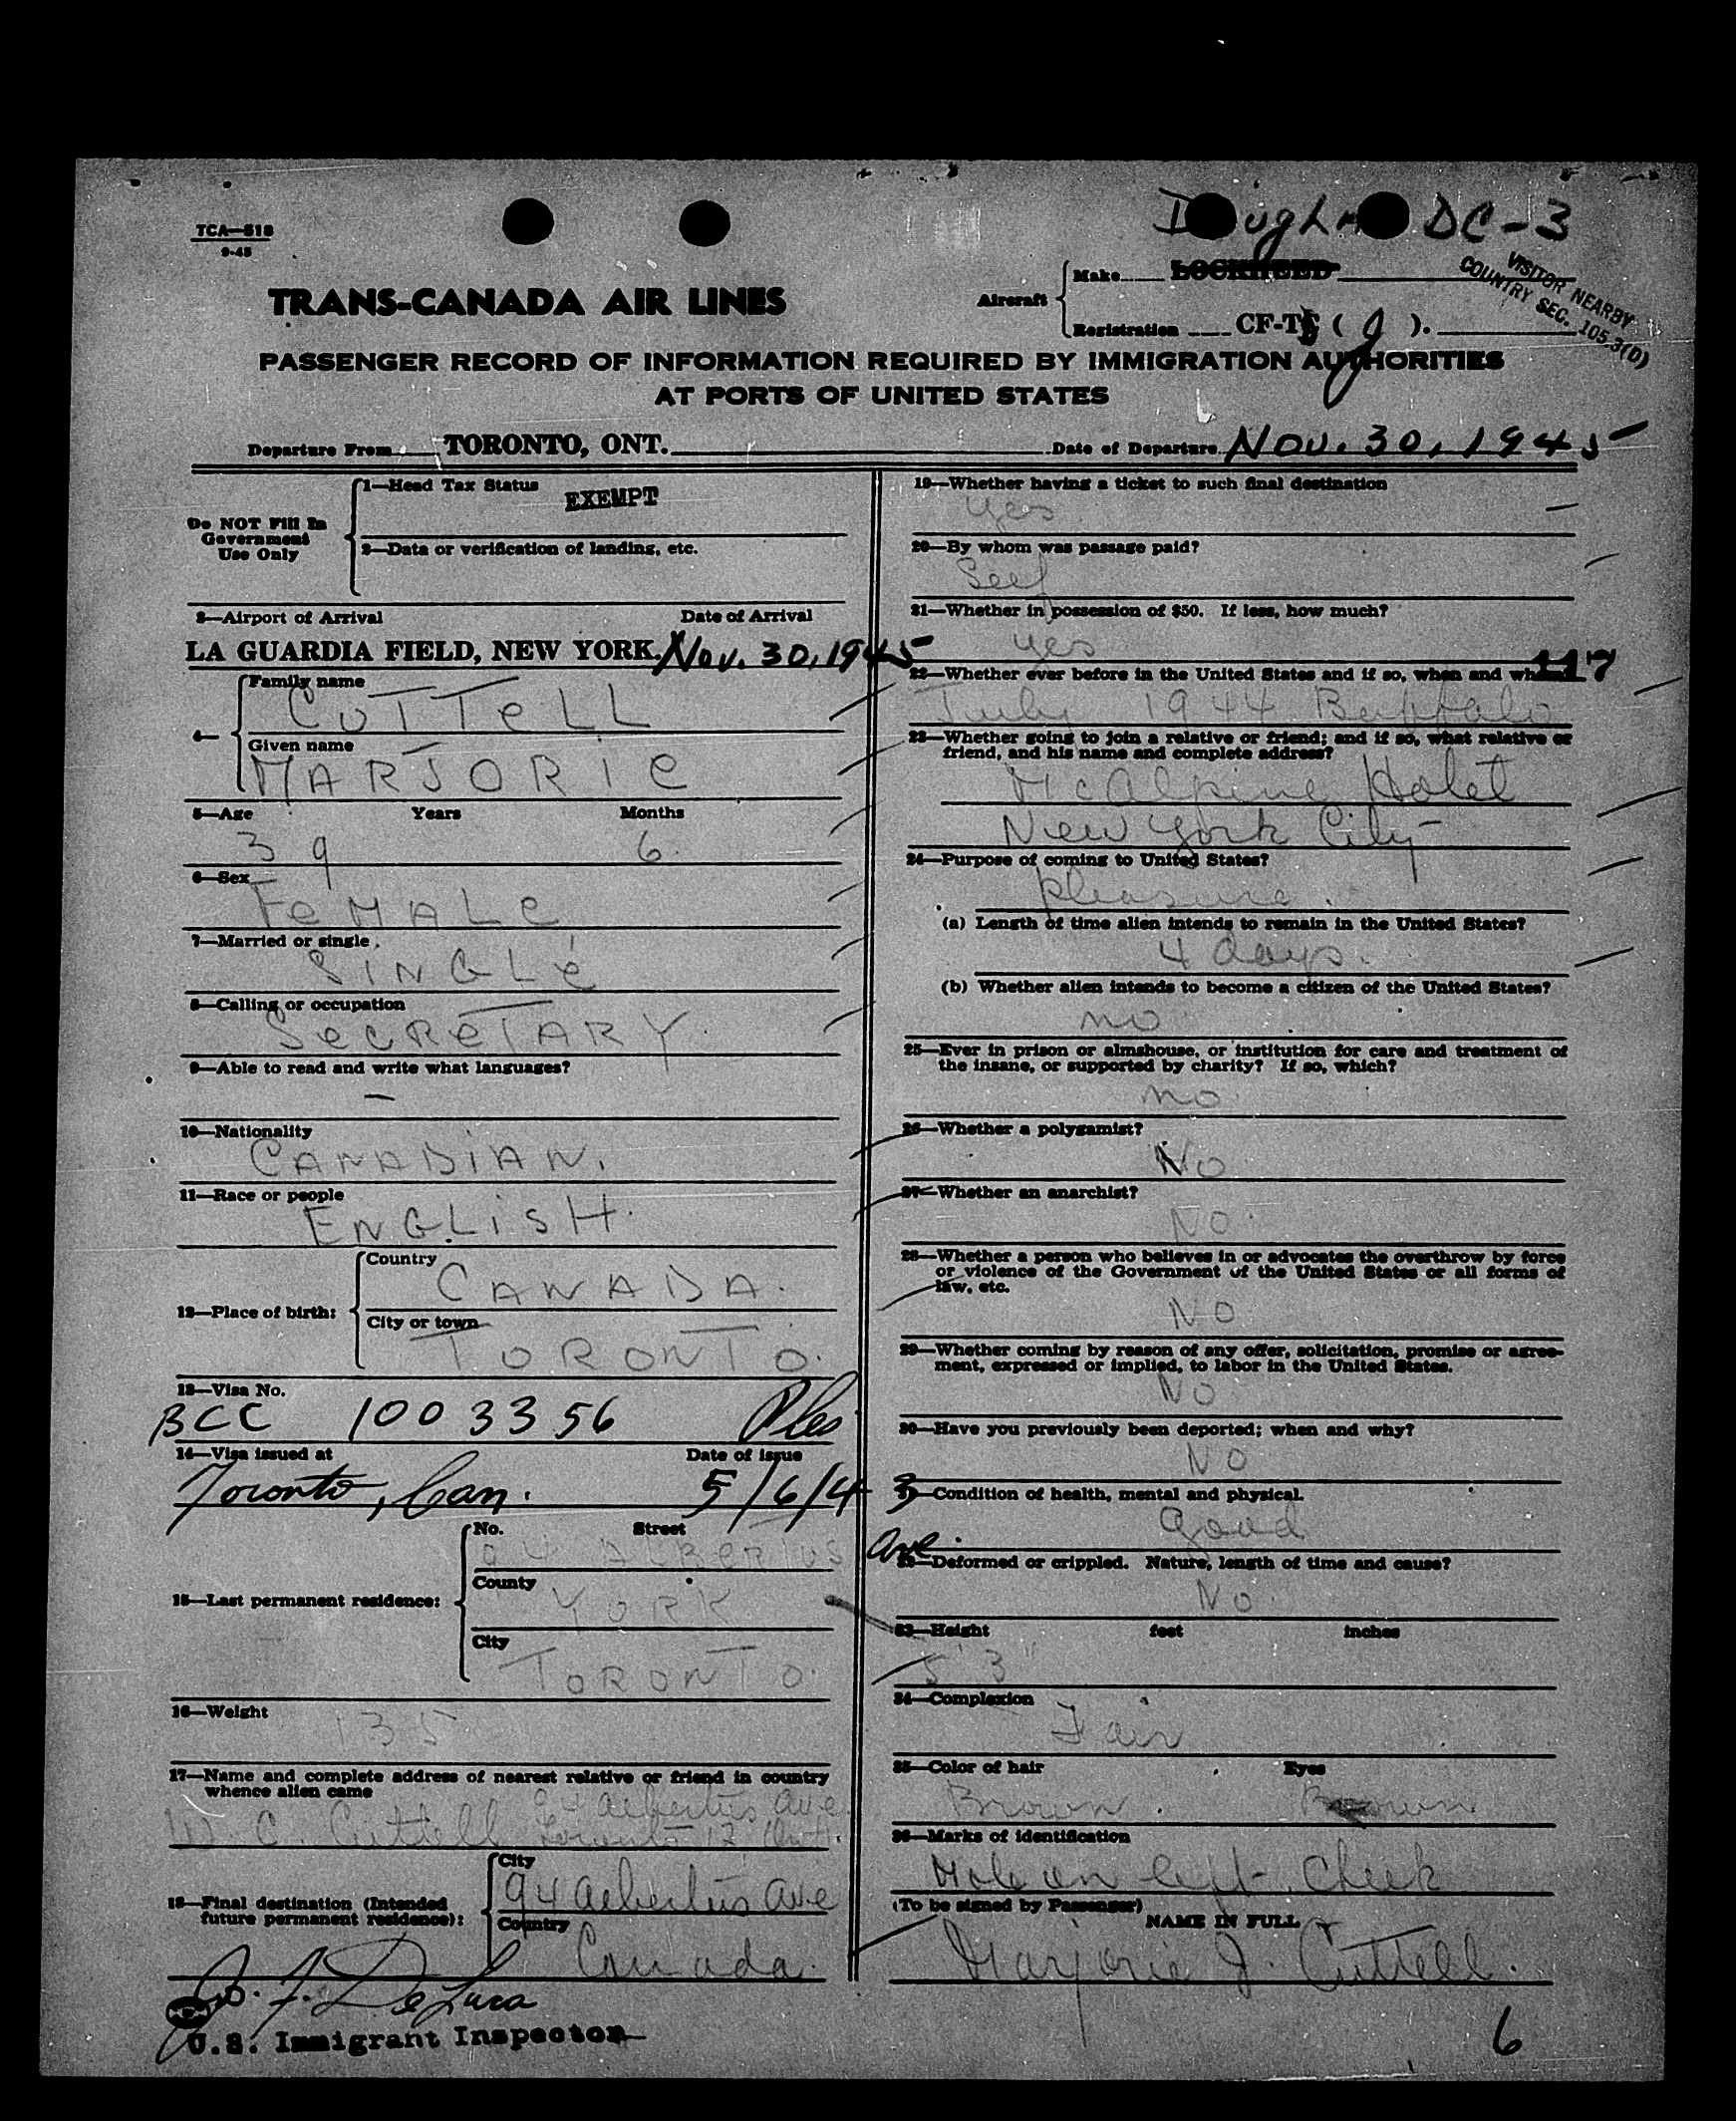 TCA—518
9-45
Douglas DC-3
Aircraft
Make LOCKHEED
Registration CF-T ( J ).
VISITOR NEARBY
COUNTRY SEC. 105.3(D)
TRANS-CANADA AIR LINES
PASSENGER RECORD OF INFORMATION REQUIRED BY IMMIGRATION AUTHORITIES
AT PORTS OF UNITED STATES
Departure From TORONTO, ONT. Date of Departure Nov. 30, 1945
Do NOT Fill In
Government
Use Only
1—Head Tax Status
EXEMPT
2—Data or verification of landing, etc.
3—Airport of Arrival Date of Arrival
LA GUARDIA FIELD, NEW YORK. Nov. 30, 1945
4—
Family name
CUTTeLL
Given name
MARJORIe
5—Age Years Months
39 6.
6—Sex
FeMALe
7—Married or single
SINGLe
8—Calling or occupation
SeCReTARY.
9—Able to read and write what languages?
—
10—Nationality
CANADIAN.
11—Race or people
ENGLISH.
12—Place of birth:
Country
CANADA.
City or town
TORONTO.
13—Visa No.
BCC 1003356
14—Visa issued at Date of issue
Toronto, Can. 5/6/43
15—Last permanent residence:
No. Street
94 ALBERTUS Ave.
County
YORK
City
TORONTO.
16—Weight
135
17—Name and complete address of nearest relative or friend in country
whence alien came
94 Albertus Ave
W. C. Cuttell Toronto 12 Ont.
18—Final destination (Intended
future permanent residence):
City
94 Albertus Ave
Country
Canada.
J. DeLuca
U.S. Immigrant Inspector
19—Whether having a ticket to such final destination
Yes
20—By whom was passage paid?
Self
21—Whether in possession of $50. If less, how much?
Yes
117
22—Whether ever before in the United States and if so, when and where?
July 1944 Buffalo
23—Whether going to join a relative or friend; and if so, what relative or
friend, and his name and complete address?
McAlpine Hotel
New York City
24—Purpose of coming to United States?
pleasure.
(a) Length of time alien intends to remain in the United States?
4 days.
(b) Whether alien intends to become a citizen of the United States?
no
25—Ever in prison or almshouse, or institution for care and treatment of
the insane, or supported by charity? If so, which?
no.
26—Whether a polygamist?
No
27—Whether an anarchist?
No.
28—Whether a person who believes in or advocates the overthrow by force
or violence of the Government of the United States or all forms of
law, etc.
No.
29—Whether coming by reason of any offer, solicitation, promise or agree-
ment, expressed or implied, to labor in the United States.
No
30—Have you previously been deported; when and why?
No
31—Condition of health, mental and physical.
Good
32—Deformed or crippled. Nature, length of time and cause?
No.
33—Height feet inches
5' 3"
34—Complexion
Fair
35—Color of hair Eyes
Brown. Brown
36—Marks of identification
Mole on left cheek
(To be signed by Passenger)
NAME IN FULL
Marjorie J. Cuttell.
6